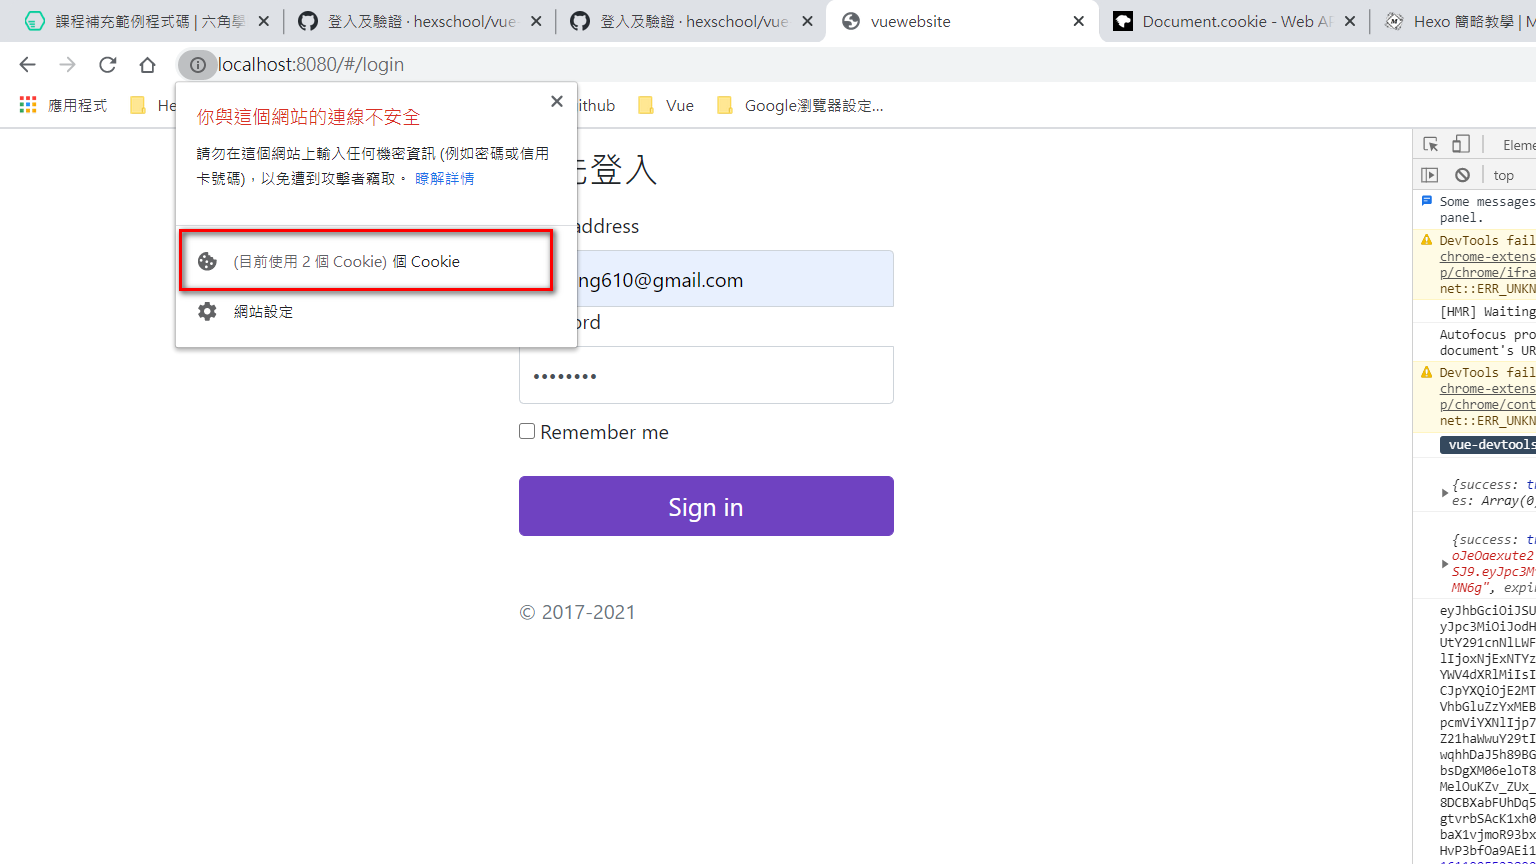 課程補充範例程式碼 | 六角學
登入及驗證 · hexschool/vue
登入及驗證 · hexschool/vue
vuewebsite
Document.cookie - Web AP
Hexo 簡略教學 | M
localhost:8080/#/login
應用程式
He
ithub
Vue
Google瀏覽器設定...
你與這個網站的連線不安全
請勿在這個網站上輸入任何機密資訊 (例如密碼或信用
卡號碼)，以免遭到攻擊者竊取。 瞭解詳情
(目前使用 2 個 Cookie) 個 Cookie
網站設定
先登入
address
ng610@gmail.com
ord
••••••••
Remember me
Sign in
© 2017-2021
Eleme
top
Some messages
panel.
DevTools fail
chrome-extens
p/chrome/ifra
net::ERR_UNKN
[HMR] Waiting
Autofocus pro
document's UR
DevTools fail
chrome-extens
p/chrome/cont
net::ERR_UNKN
vue-devtools
{success: t
es: Array(0
{success: t
oJeOaexute2
SJ9.eyJpc3M
MN6g", expi
eyJhbGciOiJSU
yJpc3MiOiJodH
UtY291cnNlLWF
lIjoxNjExNTYz
YWV4dXRlMiIsI
CJpYXQiOjE2MT
VhbGluZzYxMEB
pcmViYXNlIjp7
Z21haWwuY29tI
wqhhDaJ5h89BG
bsDgXM06eloT8
MelOuKZv_ZUx_
8DCBXabFUhDq5
gtvrbSAcK1xh0
baX1vjmoR93bx
HvP3bfOa9AEi1